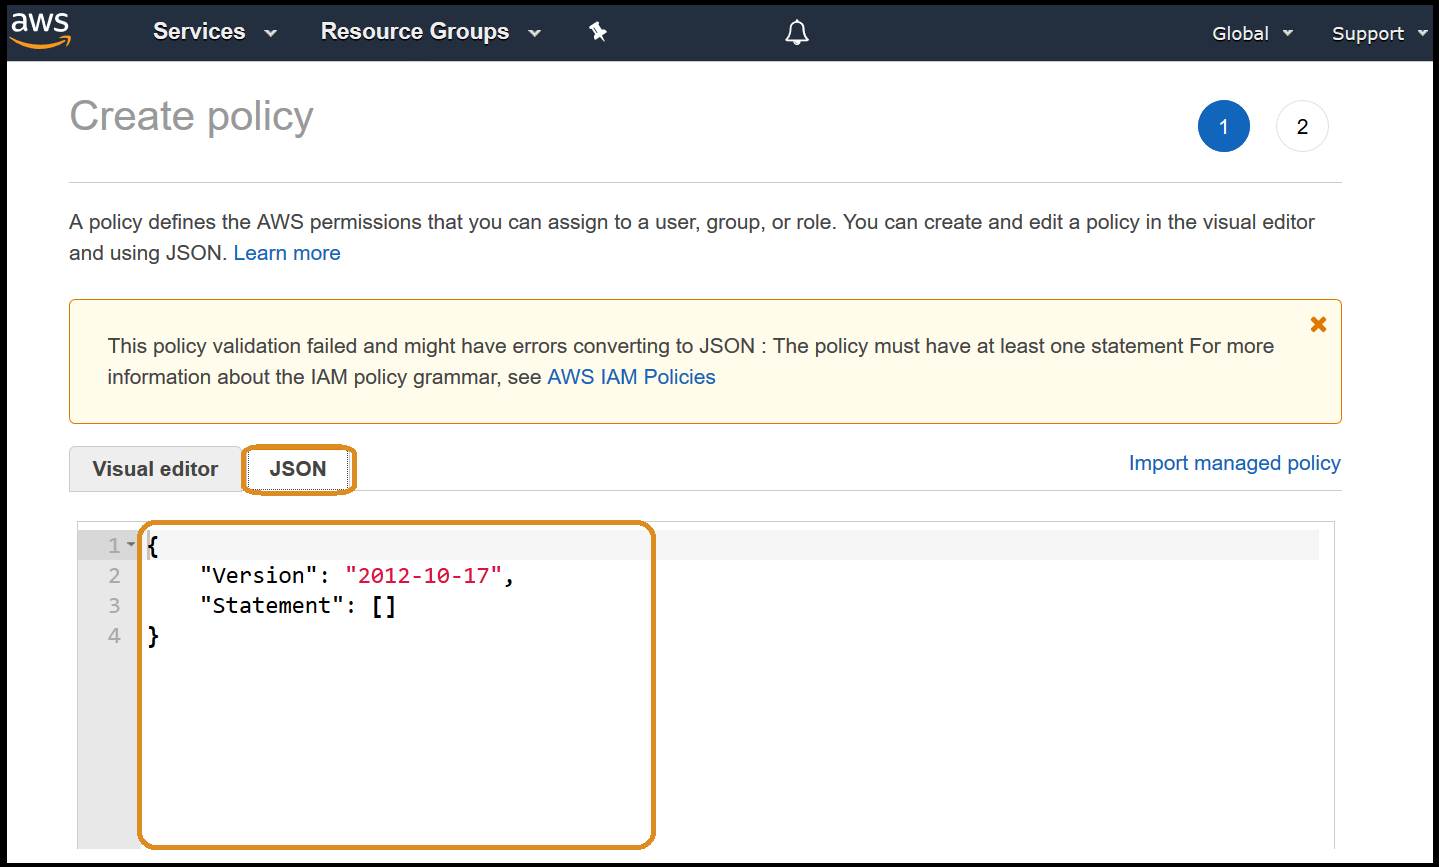 aws Services Resource Groups Global Support
Create policy
1 2
A policy defines the AWS permissions that you can assign to a user, group, or role. You can create and edit a policy in the visual editor
and using JSON. Learn more
This policy validation failed and might have errors converting to JSON : The policy must have at least one statement For more
information about the IAM policy grammar, see AWS IAM Policies
Visual editor JSON Import managed policy
1 {
2 "Version": "2012-10-17",
3 "Statement": []
4 }